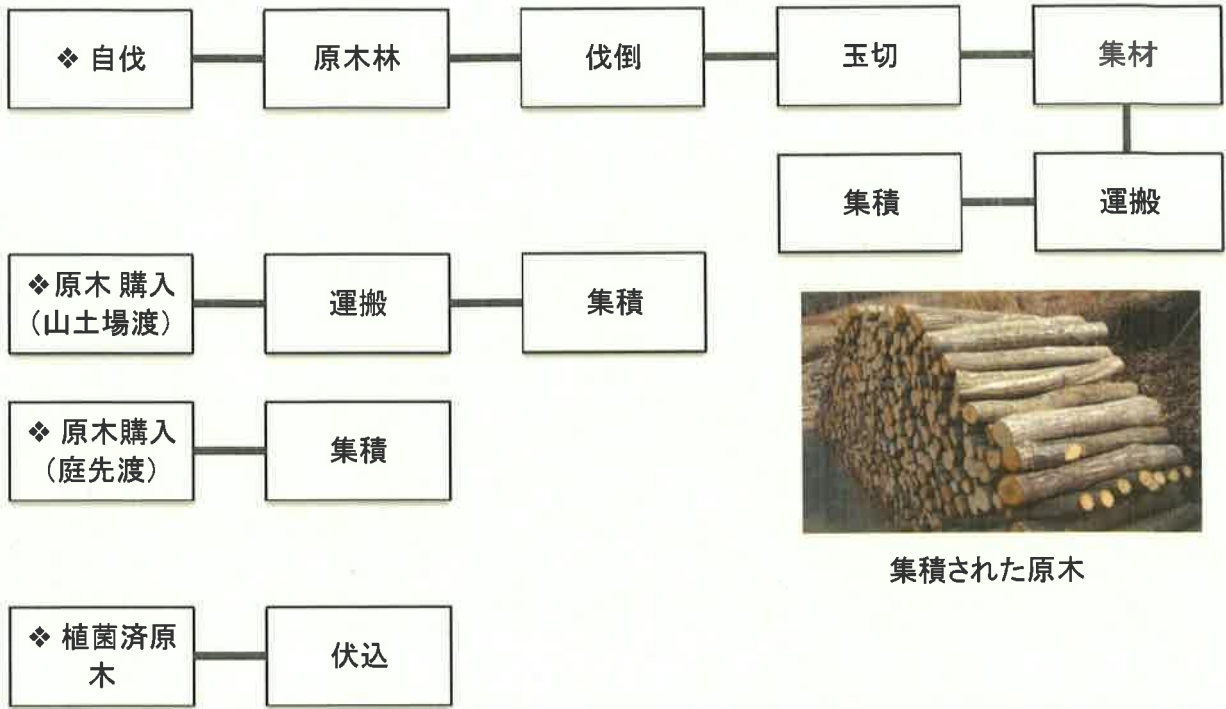 ❖ 自伐
原木林
伐倒
玉切
集材
集積
運搬
❖原木 購入
（山土場渡）
運搬
集積
❖ 原木購入
（庭先渡）
集積
集積された原木
❖ 植菌済原
木
伏込